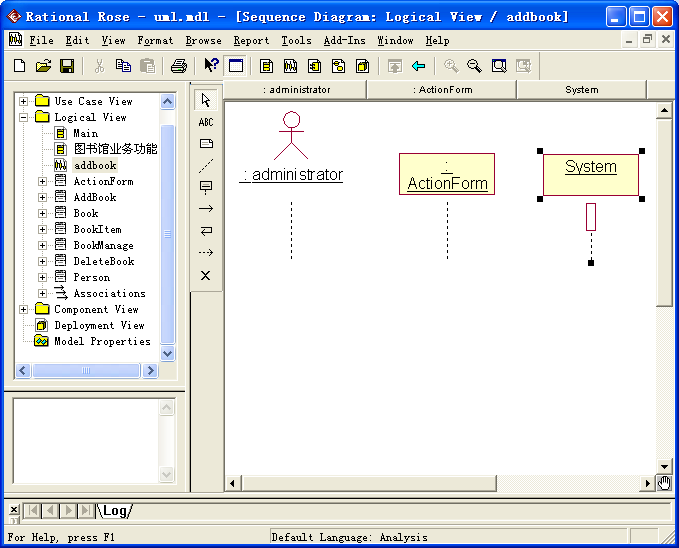 Rational Rose - uml.mdl - [Sequence Diagram: Logical View / addbook]
File Edit View Format Browse Report Tools Add-Ins Window Help
: administrator : ActionForm System
Use Case View
Logical View
Main
图书馆业务功能
addbook
ActionForm
AddBook
Book
BookItem
BookManage
DeleteBook
Person
Associations
Component View
Deployment View
Model Properties
ABC
: administrator
:
ActionForm
System
Log
For Help, press F1
Default Language: Analysis